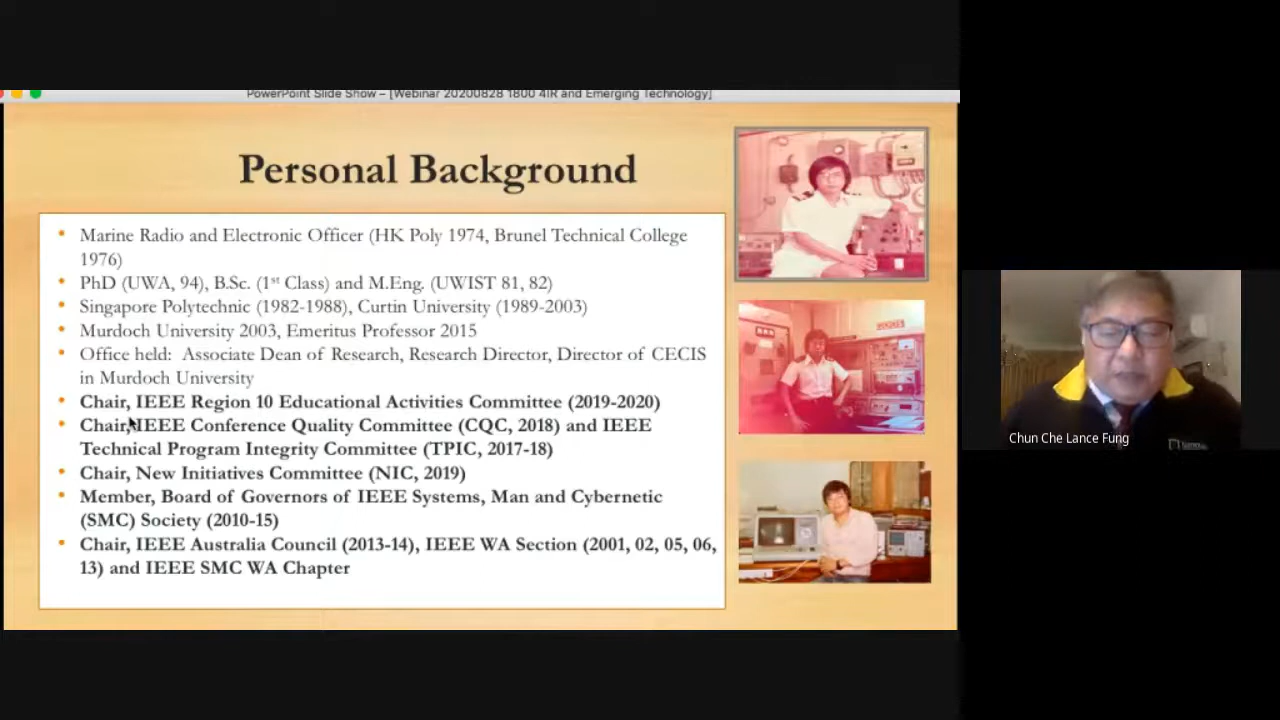 PowerPoint Slide Show – [Webinar 20200828 1800 4IR and Emerging Technology]
Personal Background
• Marine Radio and Electronic Officer (HK Poly 1974, Brunel Technical College
1976)
• PhD (UWA, 94), B.Sc. (1st Class) and M.Eng. (UWIST 81, 82)
• Singapore Polytechnic (1982-1988), Curtin University (1989-2003)
• Murdoch University 2003, Emeritus Professor 2015
• Office held: Associate Dean of Research, Research Director, Director of CECIS
in Murdoch University
• Chair, IEEE Region 10 Educational Activities Committee (2019-2020)
• Chair, IEEE Conference Quality Committee (CQC, 2018) and IEEE
Technical Program Integrity Committee (TPIC, 2017-18)
• Chair, New Initiatives Committee (NIC, 2019)
• Member, Board of Governors of IEEE Systems, Man and Cybernetic
(SMC) Society (2010-15)
• Chair, IEEE Australia Council (2013-14), IEEE WA Section (2001, 02, 05, 06,
13) and IEEE SMC WA Chapter
Chun Che Lance Fung